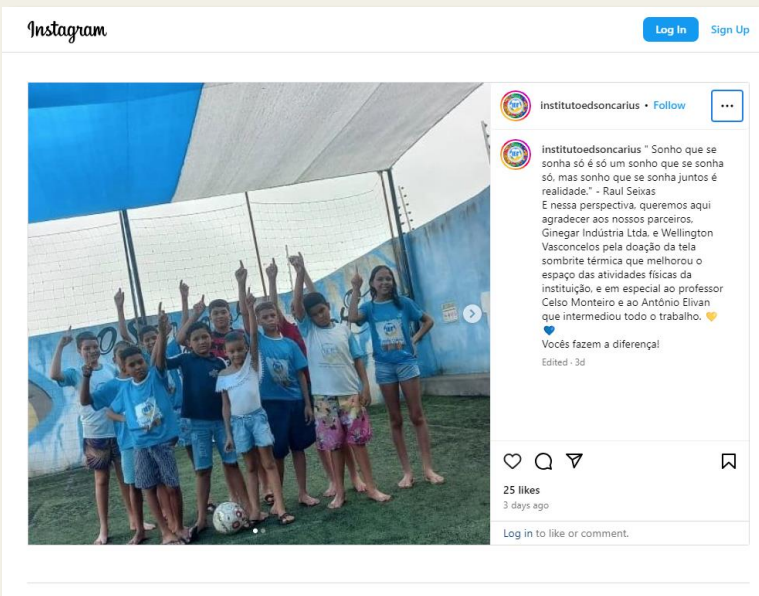 Instagram
Log In
Sign Up
institutoedsoncarius • Follow
institutoedsoncarius " Sonho que se
sonha só é só um sonho que se sonha
só, mas sonho que se sonha juntos é
realidade." - Raul Seixas
E nessa perspectiva, queremos aqui
agradecer aos nossos parceiros,
Ginegar Indústria Ltda, e Wellington
Vasconcelos pela doação da tela
sombrite térmica que melhorou o
espaço das atividades físicas da
instituição, e em especial ao professor
Celso Monteiro e ao Antônio Elivan
que intermediou todo o trabalho. 💛
💙
Vocês fazem a diferença!
Edited · 3d
25 likes
3 days ago
Log in to like or comment.